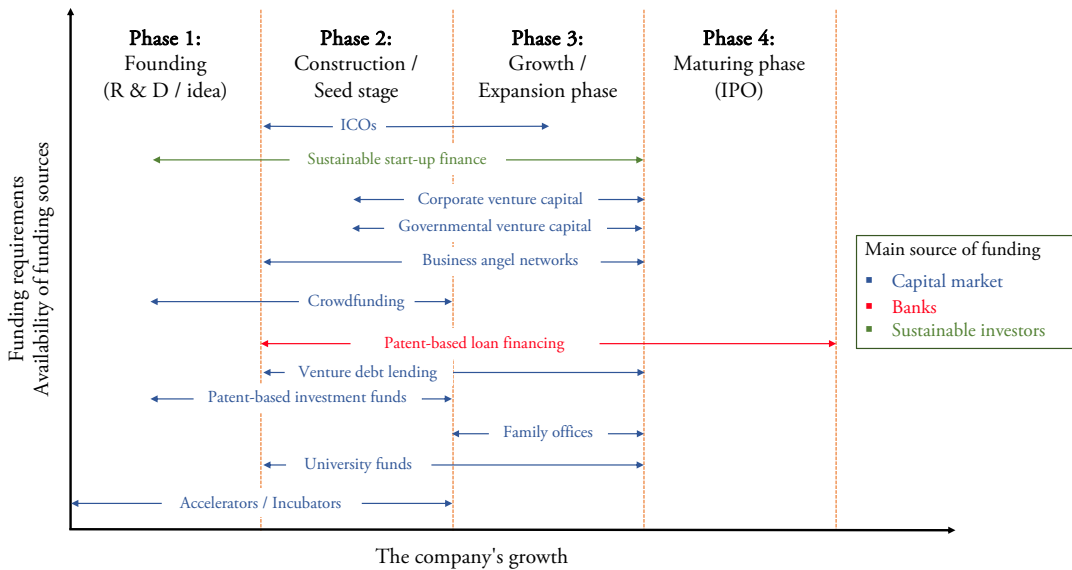 Phase 1:
Founding
(R & D / idea)
Phase 2:
Construction /
Seed stage
Phase 3:
Growth /
Expansion phase
Phase 4:
Maturing phase
(IPO)
ICOs
Sustainable start-up finance
Corporate venture capital
Governmental venture capital
Business angel networks
Crowdfunding
Patent-based loan financing
Venture debt lending
Patent-based investment funds
Family offices
University funds
Accelerators / Incubators
Funding requirements
Availability of funding sources
The company's growth
Main source of funding
Capital market
Banks
Sustainable investors